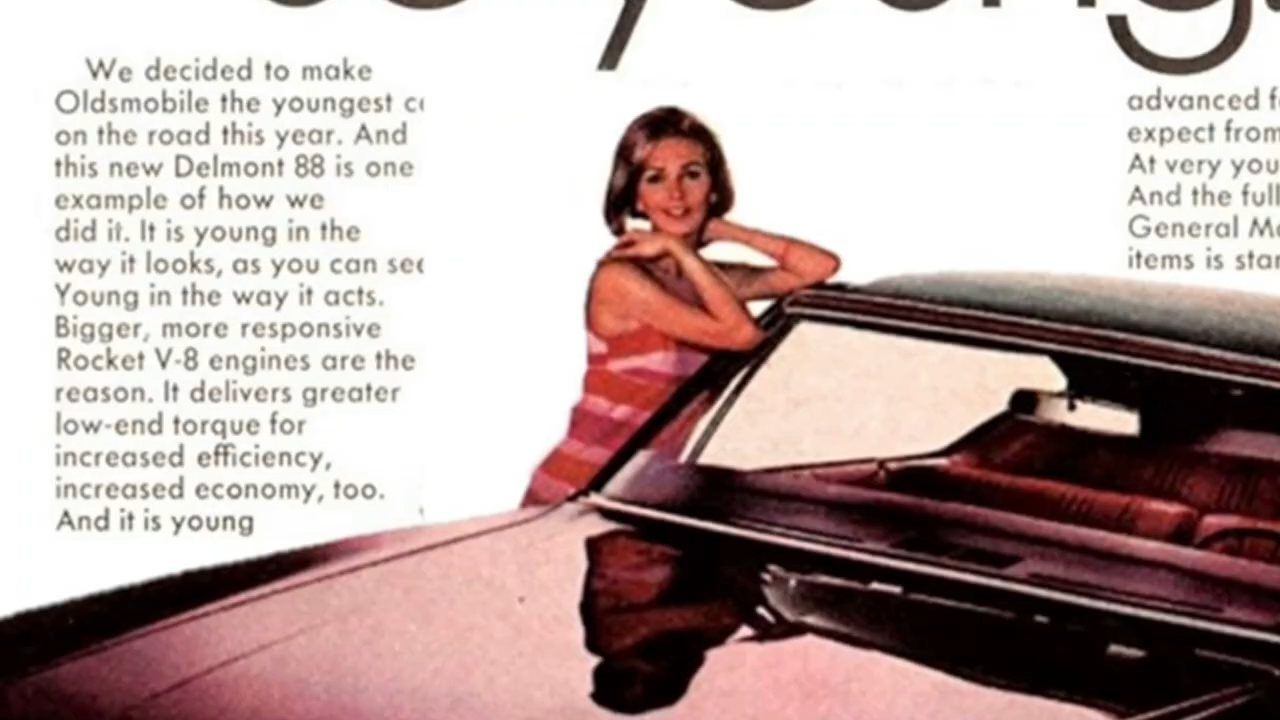 We decided to make
Oldsmobile the youngest
on the road this year. And
this new Delmont 88 is one
example of how we
did it. It is young in the
way it looks, as you can see
Young in the way it acts.
Bigger, more responsive
Rocket V-8 engines are the
reason. It delivers greater
low-end torque for
increased efficiency,
increased economy, too.
And it is young
advanced
expect from
At very
And the full
General
items is